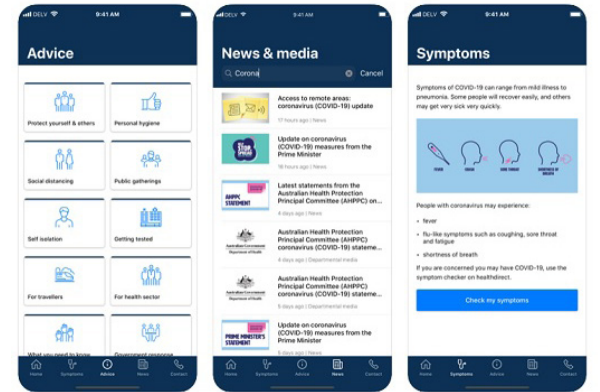 DELV 9:41 AM
Advice
Protect yourself & others
Personal hygiene
Social distancing
Public gatherings
Self isolation
Getting tested
For travellers
For health sector
What you need to know
Government response
Home Symptoms Advice News Contact
DELV 9:41 AM
News & media
Corona Cancel
Access to remote areas:
coronavirus (COVID-19) update
17 hours ago | News
STOP
Update on coronavirus
(COVID-19) measures from the
Prime Minister
18 hours ago | News
AHPPC
STATEMENT
Latest statements from the
Australian Health Protection
Principal Committee (AHPPC) on...
4 days ago | News
Australian Government
Department of Health
Australian Health Protection
Principal Committee (AHPPC)
coronavirus (COVID-19) stateme...
4 days ago | Departmental media
Australian Government
Department of Health
Australian Health Protection
Principal Committee (AHPPC)
coronavirus (COVID-19) stateme...
5 days ago | Departmental media
PRIME MINISTER'S
STATEMENT
Update on coronavirus
(COVID-19) measures from the
Prime Minister
5 days ago | News
Home Symptoms Advice News Contact
DELV 9:41 AM
Symptoms
Symptoms of COVID-19 can range from mild illness to
pneumonia. Some people will recover easily, and others
may get very sick very quickly.
FEVER COUGH SORE THROAT SHORTNESS OF
BREATH
People with coronavirus may experience:
• fever
• flu-like symptoms such as coughing, sore throat
and fatigue
• shortness of breath
If you are concerned you may have COVID-19, use the
symptom checker on healthdirect.
Check my symptoms
Home Symptoms Advice News Contact